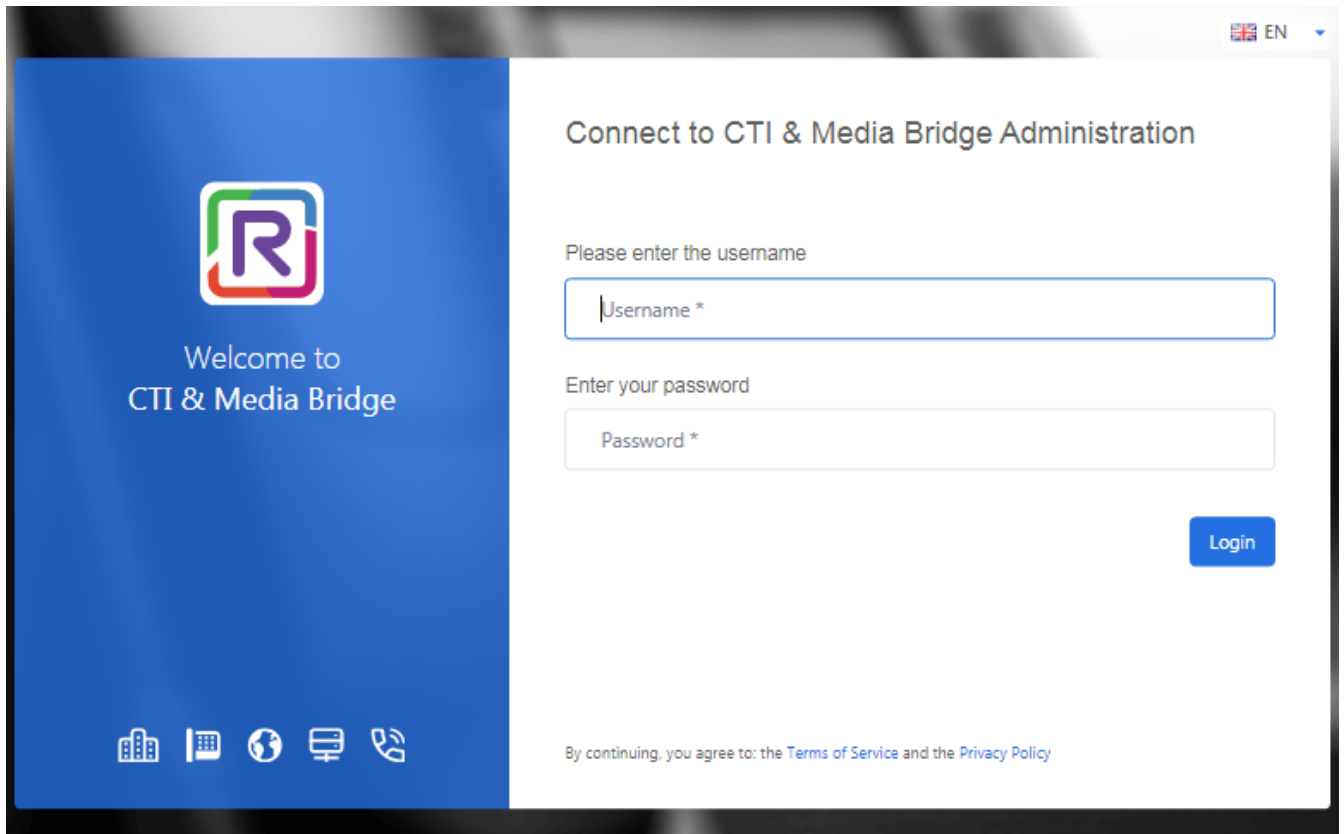 EN
R
Welcome to
CTI & Media Bridge
Connect to CTI & Media Bridge Administration
Please enter the username
Username *
Enter your password
Password *
Login
By continuing, you agree to: the Terms of Service and the Privacy Policy